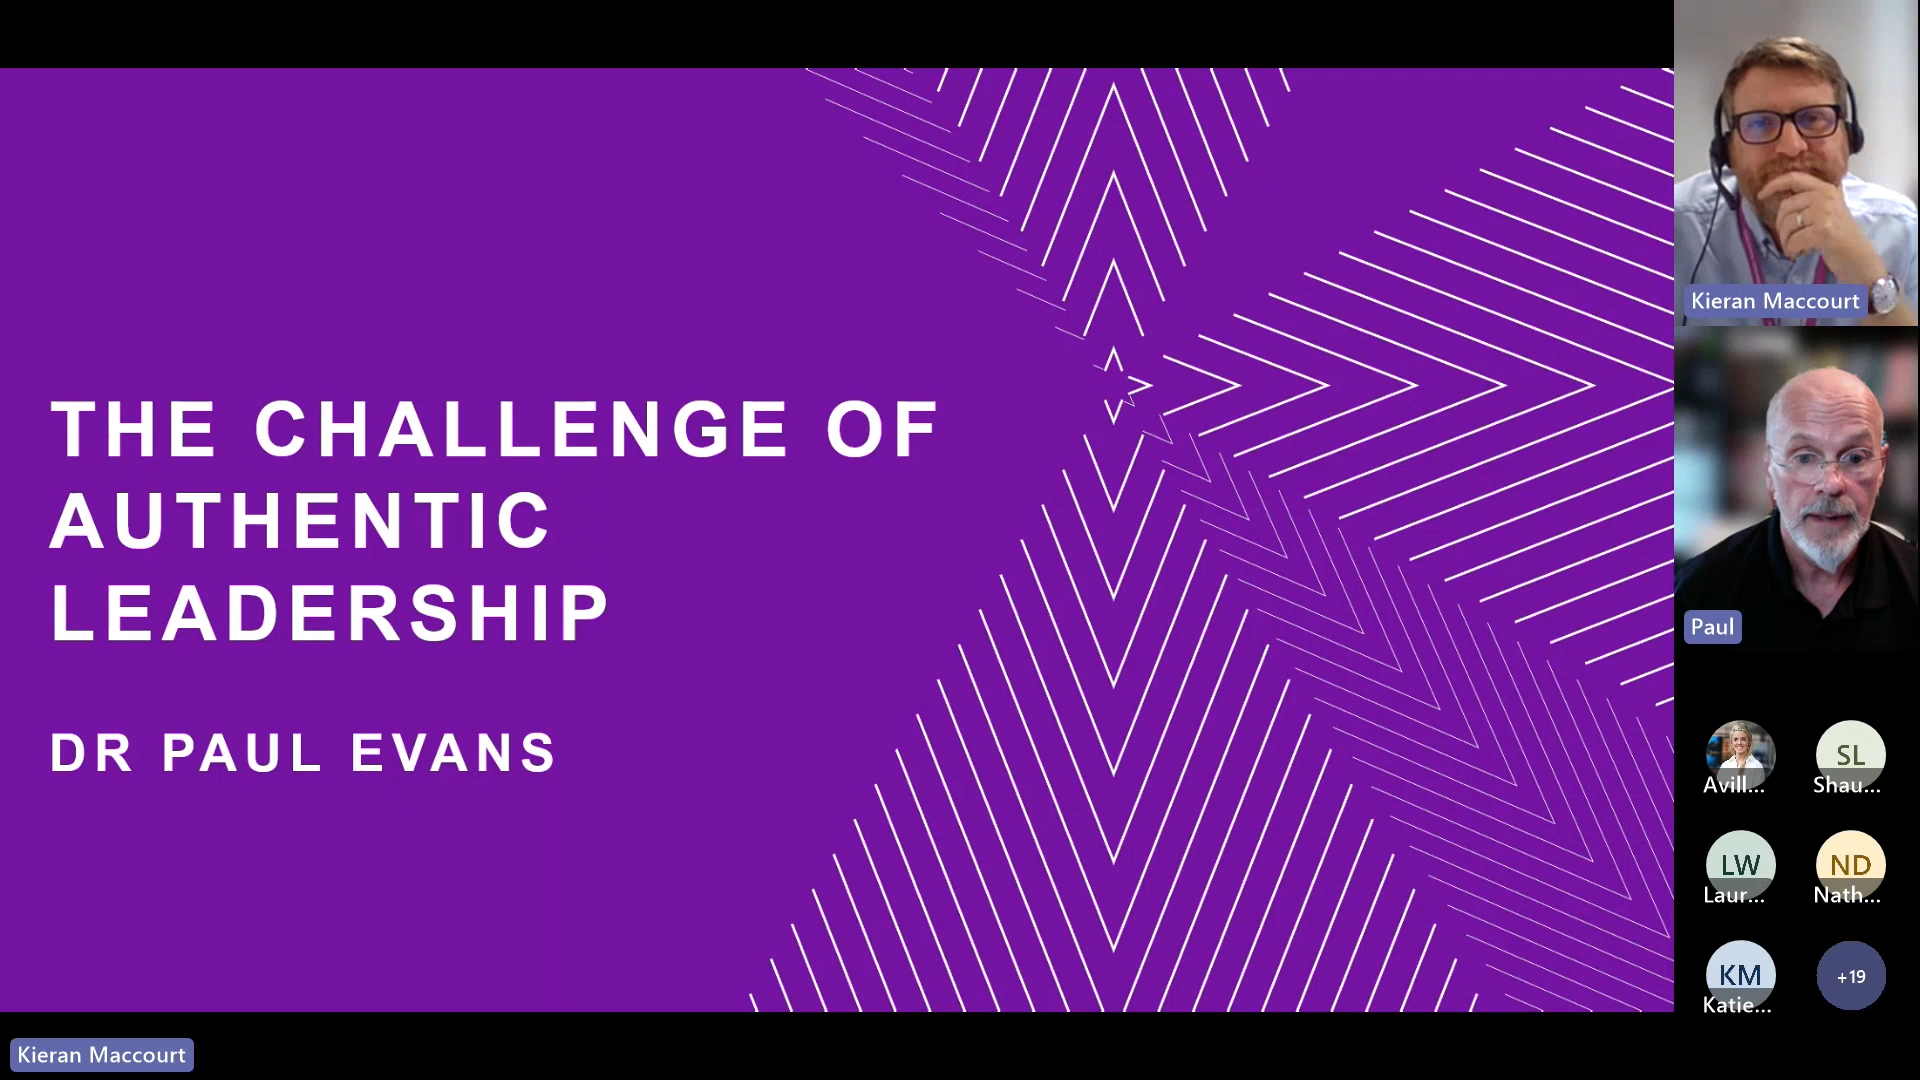 THE CHALLENGE OF
AUTHENTIC
LEADERSHIP
DR PAUL EVANS
Kieran Maccourt
Kieran Maccourt
Paul
Avill...
SL
Shau...
LW
Laur...
ND
Nath...
KM
Katie...
+19